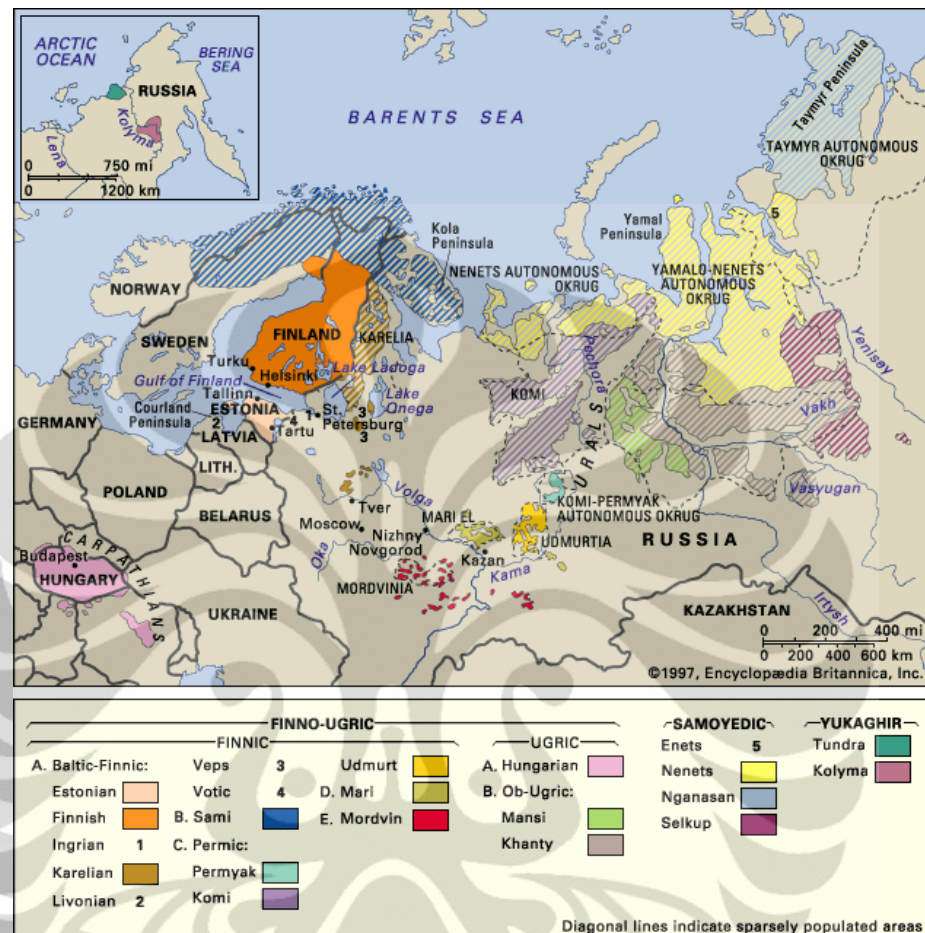 ARCTIC
OCEAN
BERING
SEA
RUSSIA
Kolyma
Lena
0 750 mi
0 1200 km
BARENTS SEA
Taymyr Peninsula
TAYMYR AUTONOMOUS
OKRUG
5
Yamal
Peninsula
Kola
Peninsula
NENETS AUTONOMOUS
OKRUG
YAMALO-NENETS
AUTONOMOUS
OKRUG
NORWAY
SWEDEN
FINLAND
KARELIA
Pechora
Yenisey
Turku
Helsinki
Lake Ladoga
Gulf of Finland
Tallinn
Lake
Onega
KOMI
URALS
Vakh
GERMANY
Courland
Peninsula
ESTONIA
2
4
1
St.
Petersburg
3
3
LATVIA
Tartu
LITH.
POLAND
Volga
Vasyugan
KOMI-PERMYAK
AUTONOMOUS OKRUG
BELARUS
Tver
Moscow
MARI EL
Nizhny
Novgorod
UDMURTIA
RUSSIA
CARPATHIANS
Budapest
HUNGARY
Oka
Kazan
Kama
MORDVINIA
UKRAINE
KAZAKHSTAN
Irtysh
0 200 400 mi
0 200 400 600 km
©1997, Encyclopædia Britannica, Inc.
FINNO-UGRIC
FINNIC
A. Baltic-Finnic:
Estonian
Finnish
Ingrian 1
Karelian
Livonian 2
Veps 3
Votic 4
B. Sami
C. Permic:
Permyak
Komi
Udmurt
D. Mari
E. Mordvin
UGRIC
A. Hungarian
B. Ob-Ugric:
Mansi
Khanty
SAMOYEDIC
Enets 5
Nenets
Nganasan
Selkup
YUKAGHIR
Tundra
Kolyma
Diagonal lines indicate sparsely populated areas